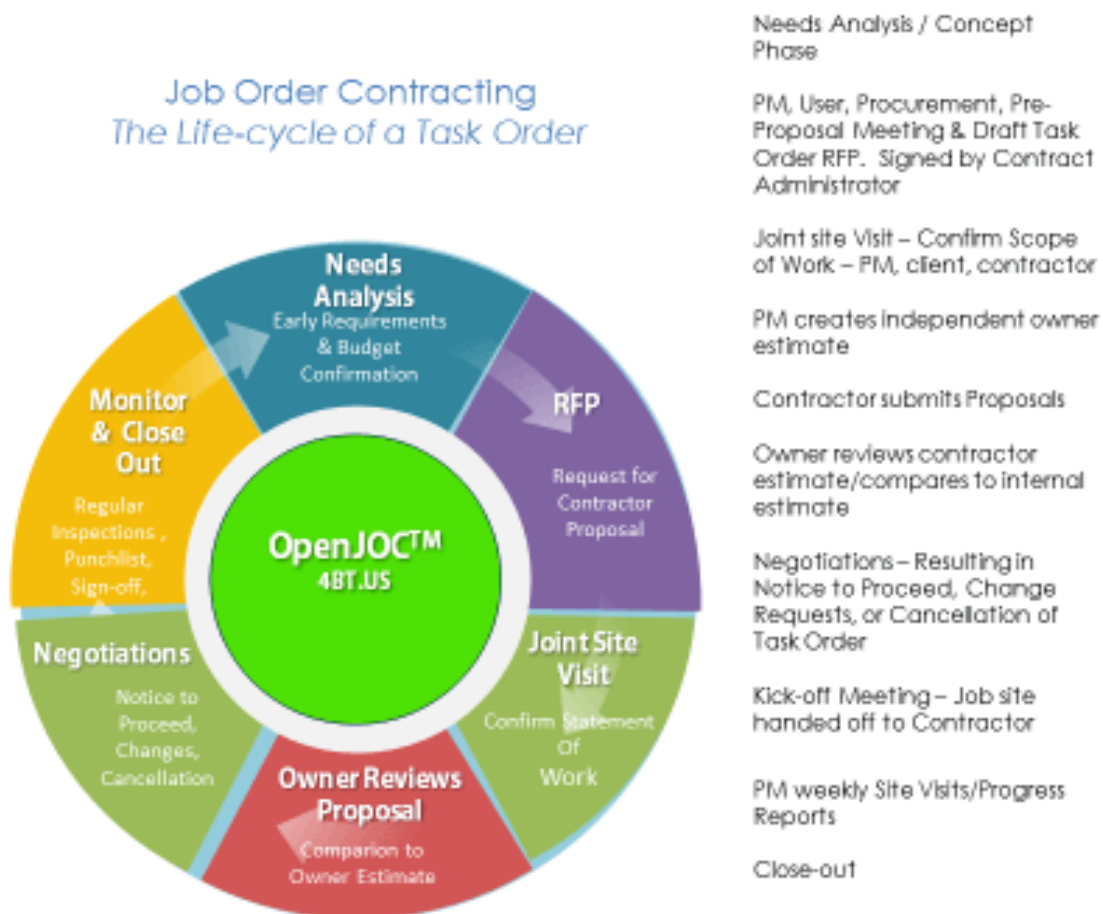 Job Order Contracting
The Life-cycle of a Task Order
Needs
Analysis
Early Requirements
& Budget
Confirmation
RFP
Request for
Contractor
Proposal
Joint Site
Visit
Confirm Statement
Of
Work
Owner Reviews
Proposal
Comparion to
Owner Estimate
Negotiations
Notice to
Proceed,
Changes,
Cancellation
Monitor
& Close
Out
Regular
Inspections ,
Punchlist,
Sign-off,
OpenJOC™
4BT.US
Needs Analysis / Concept
Phase
PM, User, Procurement, Pre-
Proposal Meeting & Draft Task
Order RFP. Signed by Contract
Administrator
Joint site Visit – Confirm Scope
of Work – PM, client, contractor
PM creates independent owner
estimate
Contractor submits Proposals
Owner reviews contractor
estimate/compares to internal
estimate
Negotiations – Resulting in
Notice to Proceed, Change
Requests, or Cancellation of
Task Order
Kick-off Meeting – Job site
handed off to Contractor
PM weekly Site Visits/Progress
Reports
Close-out